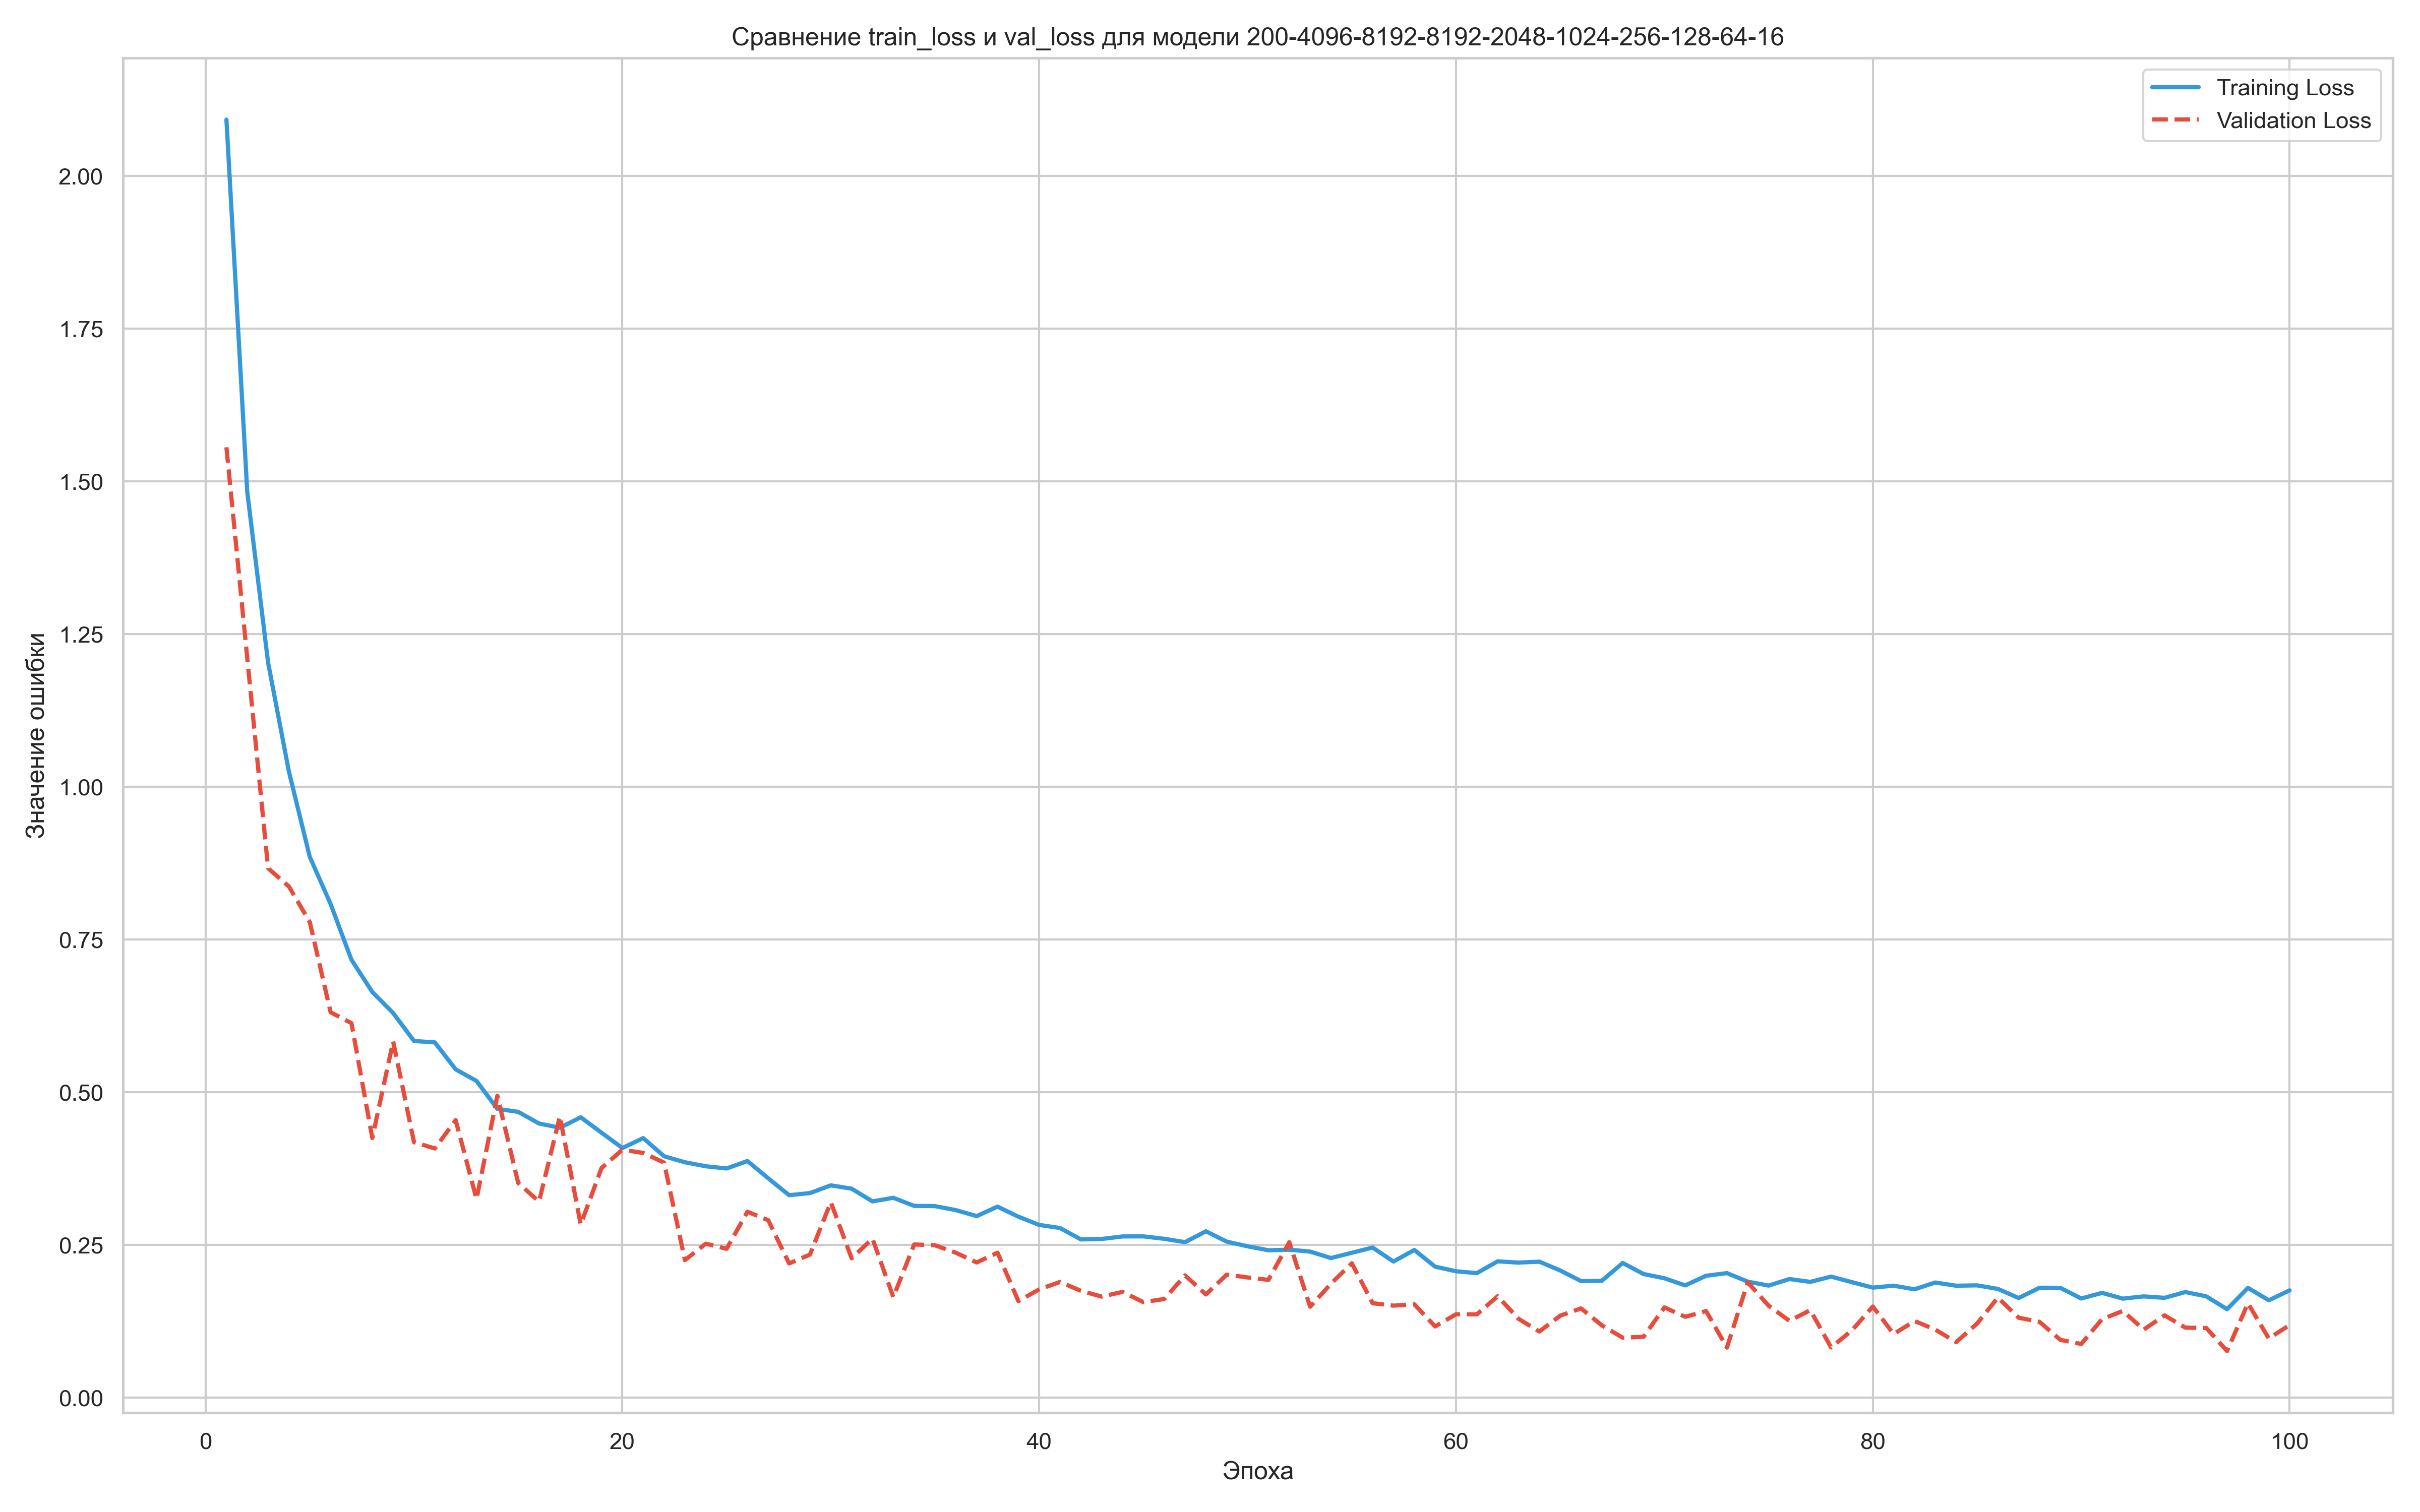 Сравнение train_loss и val_loss для модели 200-4096-8192-8192-2048-1024-256-128-64-16
Training Loss
Validation Loss
Значение ошибки
2.00
1.75
1.50
1.25
1.00
0.75
0.50
0.25
0.00
0 20 40 60 80 100
Эпоха